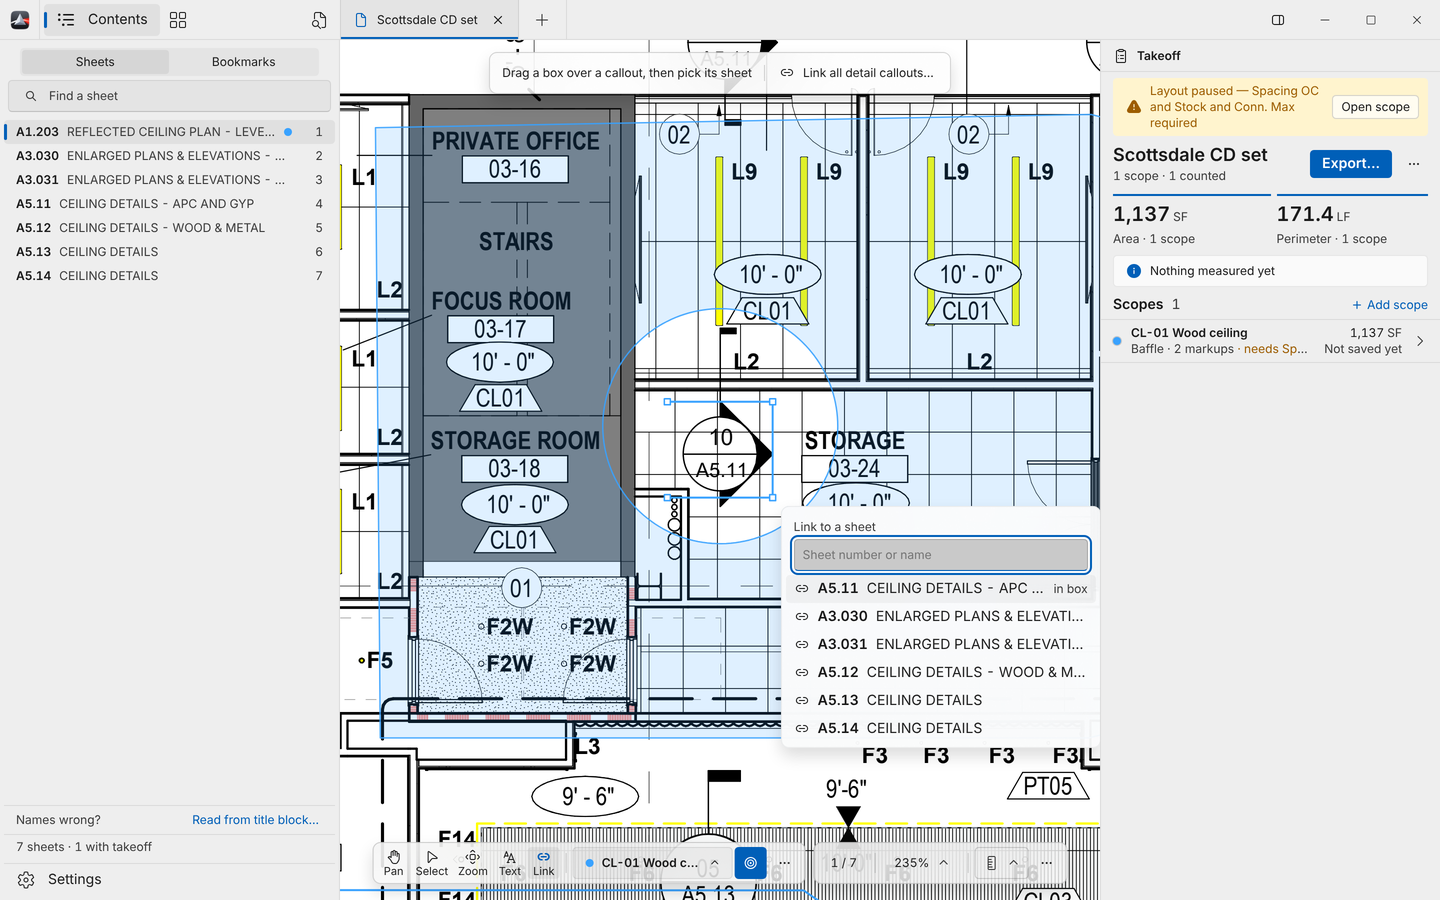 Contents
Scottsdale CD set
Sheets
Bookmarks
Find a sheet
A1.203 REFLECTED CEILING PLAN - LEVE... 1
A3.030 ENLARGED PLANS & ELEVATIONS - ... 2
A3.031 ENLARGED PLANS & ELEVATIONS - ... 3
A5.11 CEILING DETAILS - APC AND GYP 4
A5.12 CEILING DETAILS - WOOD & METAL 5
A5.13 CEILING DETAILS 6
A5.14 CEILING DETAILS 7
Names wrong?
Read from title block...
7 sheets · 1 with takeoff
Settings
A5.11
Drag a box over a callout, then pick its sheet
Link all detail callouts...
PRIVATE OFFICE
03-16
STAIRS
FOCUS ROOM
03-17
10' - 0"
CL01
STORAGE ROOM
03-18
10' - 0"
CL01
01
F2W
F2W
F2W
F2W
L1
L2
L1
L2
L1
L2
F5
L3
02
02
L9
L9
L9
L9
10' - 0"
CL01
10' - 0"
CL01
L2
L2
10
A5.11
STORAGE
03-24
10' - 0"
Link to a sheet
Sheet number or name
A5.11 CEILING DETAILS - APC ... in box
A3.030 ENLARGED PLANS & ELEVATI...
A3.031 ENLARGED PLANS & ELEVATI...
A5.12 CEILING DETAILS - WOOD & M...
A5.13 CEILING DETAILS
A5.14 CEILING DETAILS
F3
F3
F3
F3
9' - 6"
9'-6"
PT05
F14
F14
A5.13
Pan
Select
Zoom
Text
Link
CL-01 Wood c...
1 / 7
235%
Takeoff
Layout paused — Spacing OC
and Stock and Conn. Max
required
Open scope
Scottsdale CD set
1 scope · 1 counted
Export...
1,137 SF
Area · 1 scope
171.4 LF
Perimeter · 1 scope
Nothing measured yet
Scopes 1
+ Add scope
CL-01 Wood ceiling
1,137 SF
Baffle · 2 markups · needs Sp...
Not saved yet